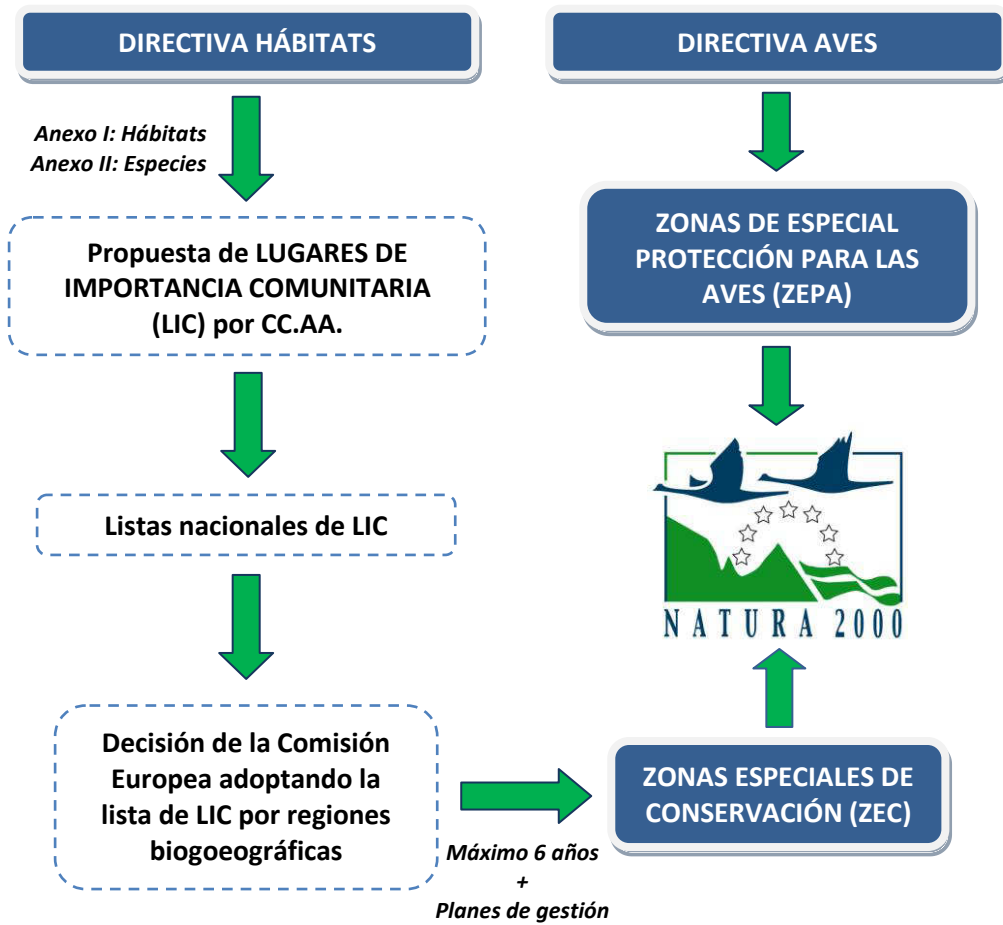 DIRECTIVA HÁBITATS
Anexo I: Hábitats
Anexo II: Especies
Propuesta de LUGARES DE
IMPORTANCIA COMUNITARIA
(LIC) por CC.AA.
Listas nacionales de LIC
Decisión de la Comisión
Europea adoptando la
lista de LIC por regiones
biogoeográficas
Máximo 6 años
+
Planes de gestión
DIRECTIVA AVES
ZONAS DE ESPECIAL
PROTECCIÓN PARA LAS
AVES (ZEPA)
NATURA 2000
ZONAS ESPECIALES DE
CONSERVACIÓN (ZEC)